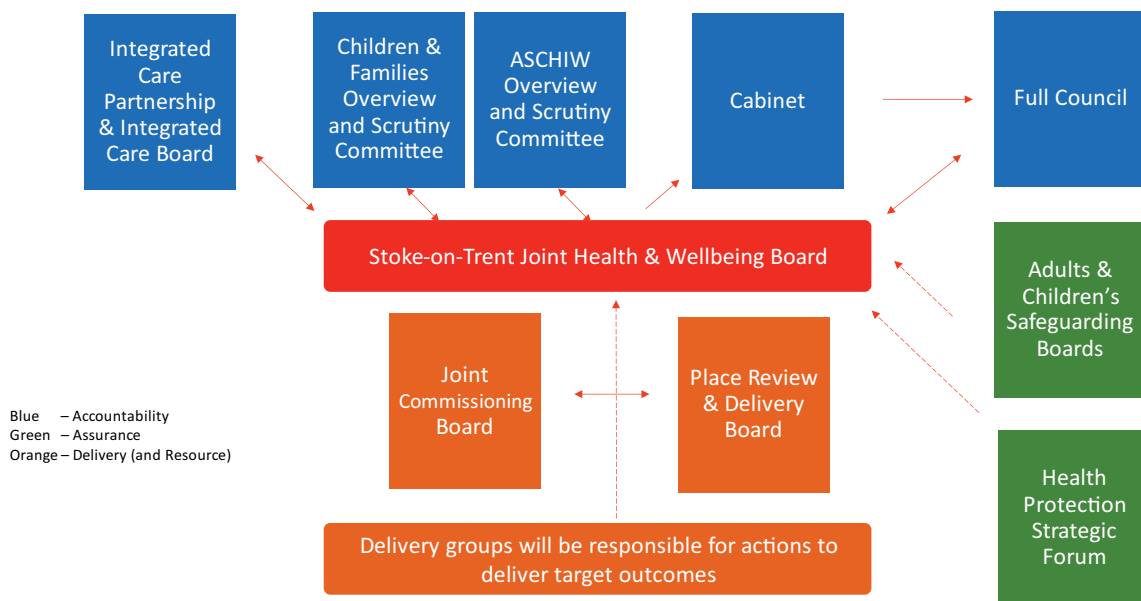 Integrated
Care
Partnership
& Integrated
Care Board
Children &
Families
Overview
and Scrutiny
Committee
ASCHIW
Overview
and Scrutiny
Committee
Cabinet
Full Council
Stoke-on-Trent Joint Health & Wellbeing Board
Adults &
Children’s
Safeguarding
Boards
Joint
Commissioning
Board
Place Review
& Delivery
Board
Blue – Accountability
Green – Assurance
Orange – Delivery (and Resource)
Health
Protection
Strategic
Forum
Delivery groups will be responsible for actions to
deliver target outcomes